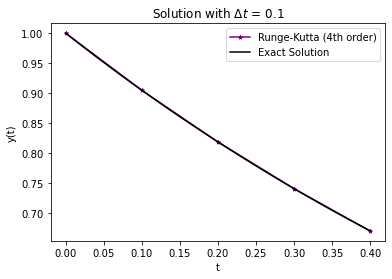 Solution with Δt = 0.1
Runge-Kutta (4th order)
Exact Solution
1.00
0.95
0.90
0.85
0.80
0.75
0.70
y(t)
0.00 0.05 0.10 0.15 0.20 0.25 0.30 0.35 0.40
t